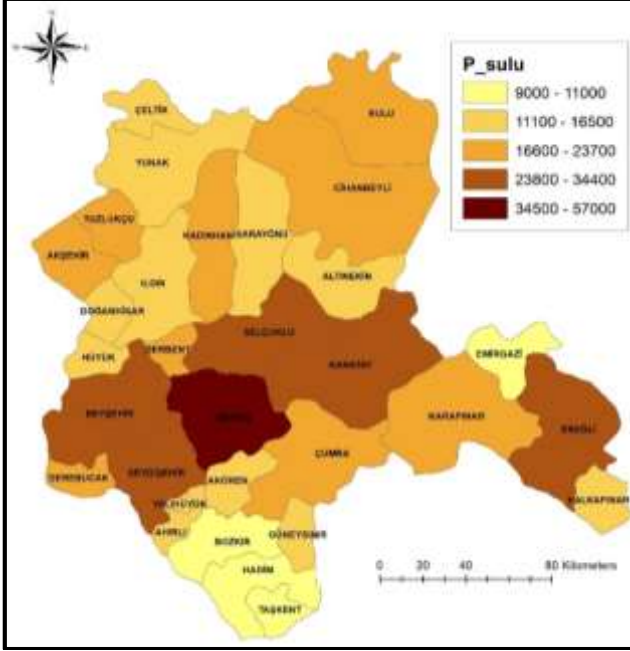 P_sulu
9000 - 11000
11100 - 16500
16600 - 23700
23800 - 34400
34500 - 57000
ÇELTİK
KULU
YUNAK
CİHANBEYLİ
TUZLUKÇU
KADINHANI
SARAYÖNÜ
AKŞEHİR
ALTINEKİN
ILGIN
DOĞANHİSAR
SELÇUKLU
HÜYÜK
DERBENT
EMİRGAZİ
KARATAY
BEYŞEHİR
KARAPINAR
EREĞLİ
ÇUMRA
DEREBUCAK
SEYDİŞEHİR
AKÖREN
HALKAPINAR
YALIHÜYÜK
AHIRLI
GÜNEYSINIR
BOZKIR
HADİM
TAŞKENT
0 20 40 80 Kilometers